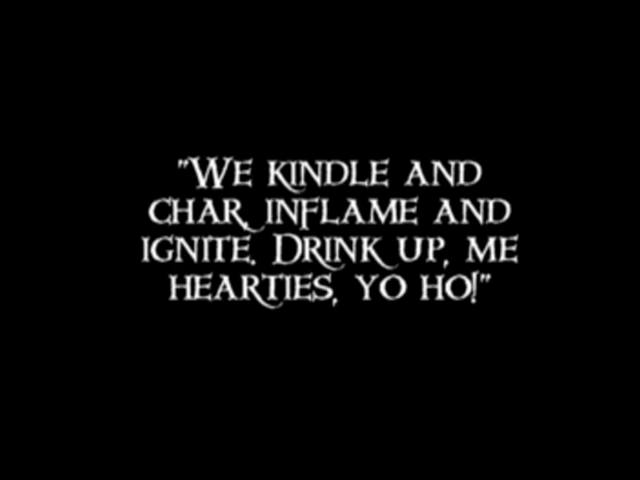 "We kindle and
char, inflame and
ignite. Drink up, me
hearties, yo ho!"